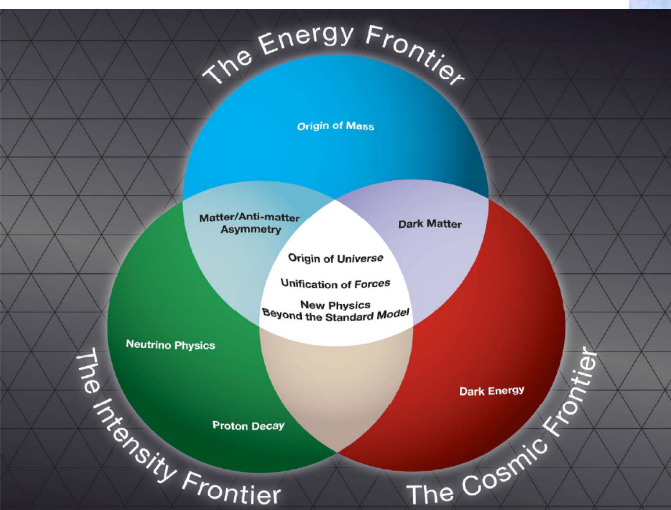 The Energy Frontier
Origin of Mass
Matter/Anti-matter
Asymmetry
Dark Matter
Origin of Universe
Unification of Forces
New Physics
Beyond the Standard Model
Neutrino Physics
Dark Energy
Proton Decay
The Intensity Frontier
The Cosmic Frontier